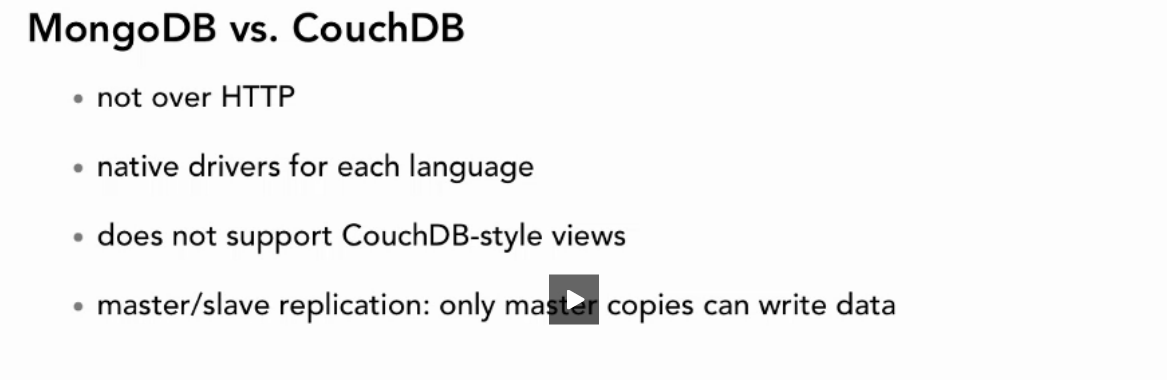 MongoDB vs. CouchDB
• not over HTTP
• native drivers for each language
• does not support CouchDB-style views
• master/slave replication: only master copies can write data